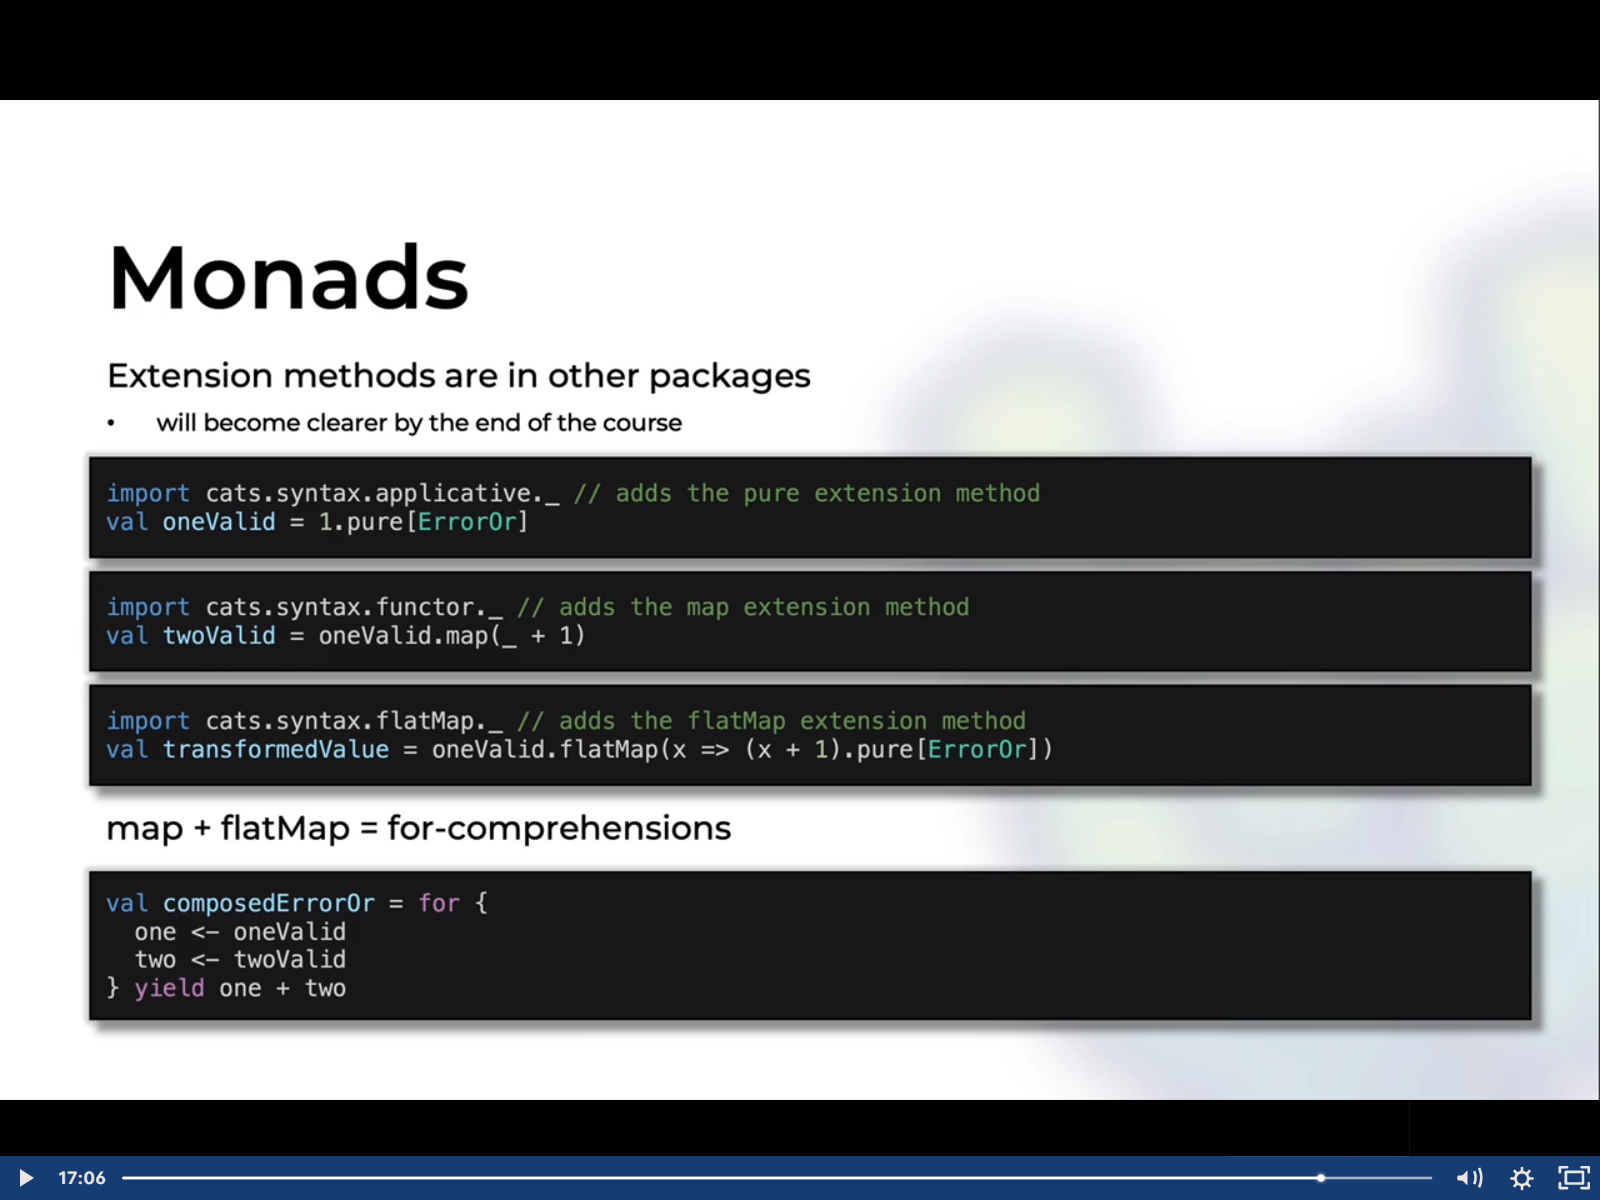 Monads
Extension methods are in other packages
• will become clearer by the end of the course
import cats.syntax.applicative._ // adds the pure extension method
val oneValid = 1.pure[ErrorOr]
import cats.syntax.functor._ // adds the map extension method
val twoValid = oneValid.map(_ + 1)
import cats.syntax.flatMap._ // adds the flatMap extension method
val transformedValue = oneValid.flatMap(x => (x + 1).pure[ErrorOr])
map + flatMap = for-comprehensions
val composedErrorOr = for {
  one <- oneValid
  two <- twoValid
} yield one + two
17:06